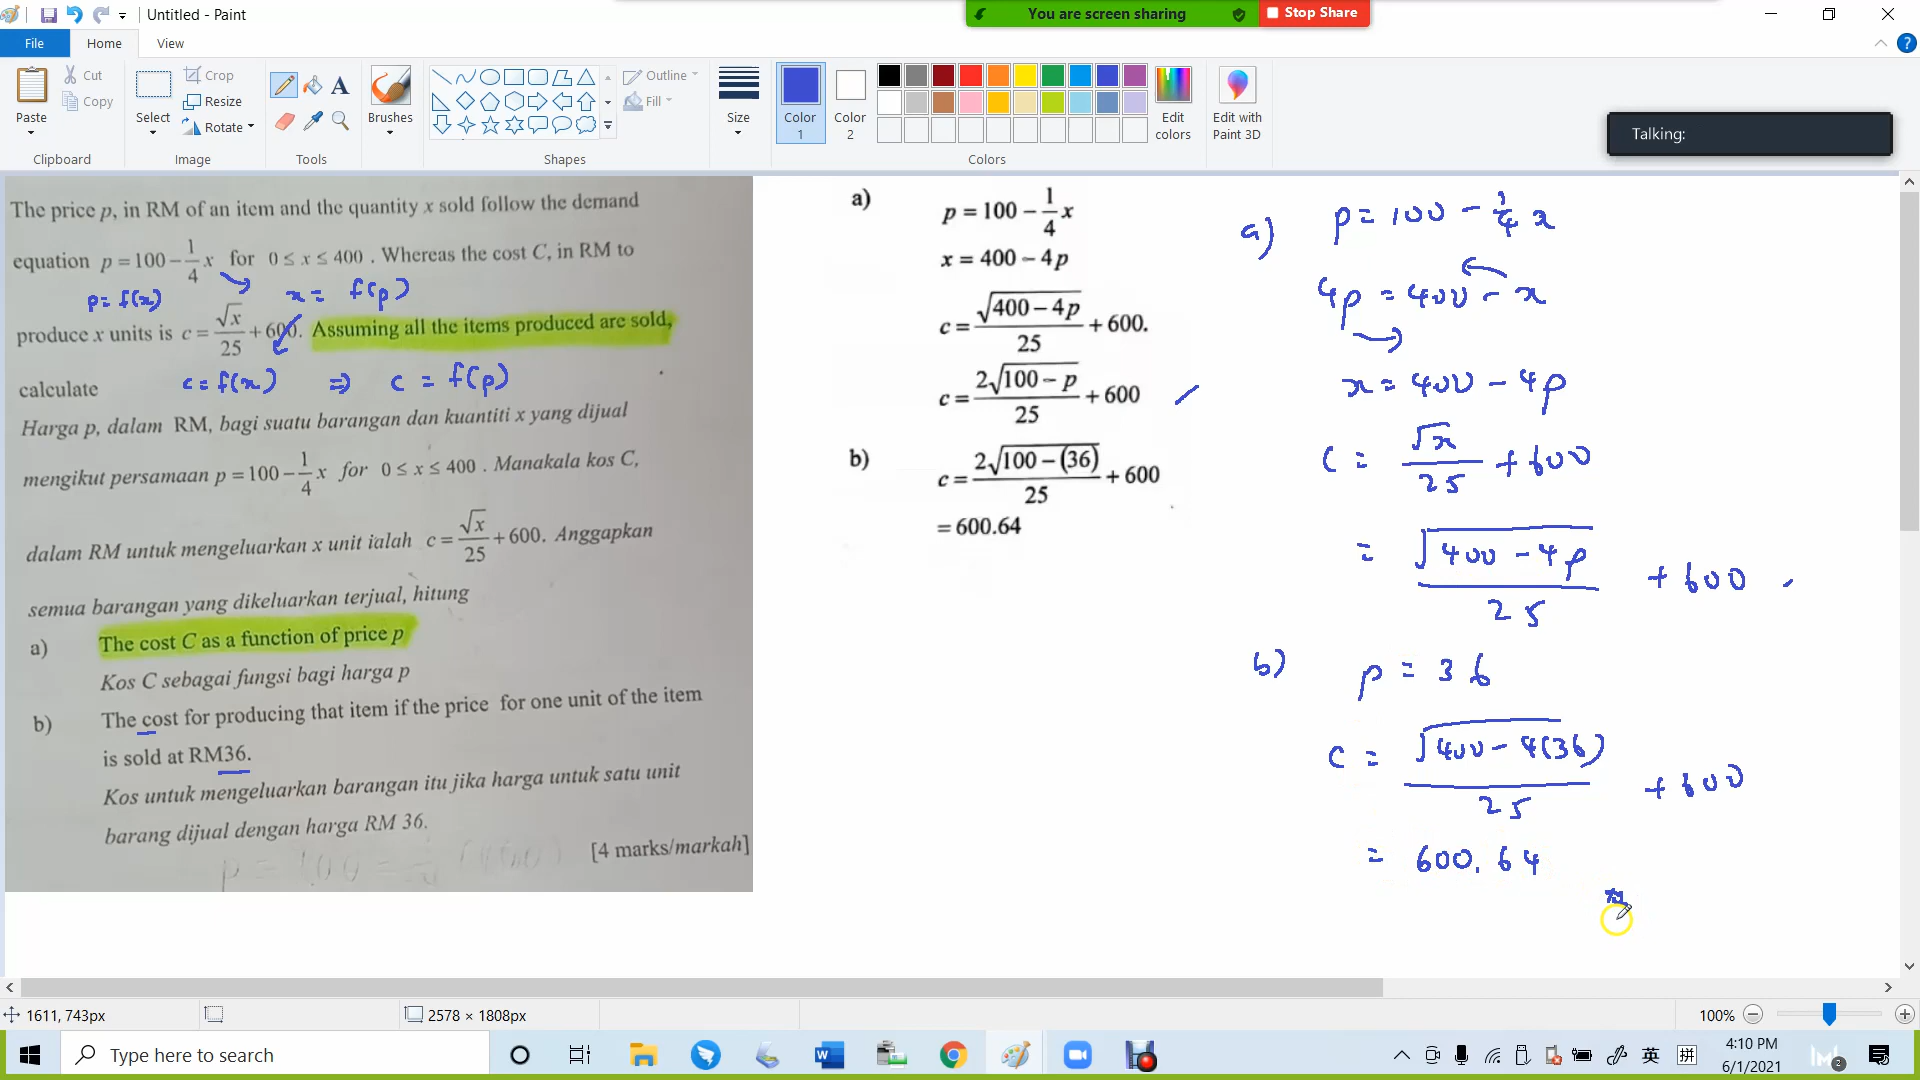 Untitled - Paint
You are screen sharing
Stop Share
File
Home
View
Paste
Cut
Copy
Clipboard
Select
Crop
Resize
Rotate
Image
A
Tools
Brushes
Outline
Fill
Shapes
Size
Color 1
Color 2
Edit colors
Colors
Edit with Paint 3D
Talking:
The price p, in RM of an item and the quantity x sold follow the demand
equation p = 100 − 1/4 x for 0 ≤ x ≤ 400 . Whereas the cost C, in RM to
p = f(x)
x = f(p)
produce x units is c = √x/25 + 600. Assuming all the items produced are sold,
calculate
c = f(x) ⇒ c = f(p)
Harga p, dalam RM, bagi suatu barangan dan kuantiti x yang dijual
mengikut persamaan p = 100 − 1/4 x for 0 ≤ x ≤ 400 . Manakala kos C,
dalam RM untuk mengeluarkan x unit ialah c = √x/25 + 600. Anggapkan
semua barangan yang dikeluarkan terjual, hitung
a) The cost C as a function of price p
Kos C sebagai fungsi bagi harga p
b) The cost for producing that item if the price for one unit of the item
is sold at RM36.
Kos untuk mengeluarkan barangan itu jika harga untuk satu unit
barang dijual dengan harga RM 36.
[4 marks/markah]
a)
p = 100 − 1/4 x
x = 400 − 4p
c = √(400 − 4p)/25 + 600.
c = 2√(100 − p)/25 + 600
b)
c = 2√(100 − (36))/25 + 600
= 600.64
a) p = 100 − 1/4 x
4p = 400 − x
x = 400 − 4p
C = √x/25 + 600
= √(400 − 4p)/25 + 600
b) p = 36
C = √(400 − 4(36))/25 + 600
= 600.64
1611, 743px
2578 × 1808px
100%
Type here to search
英
拼
4:10 PM
6/1/2021
2